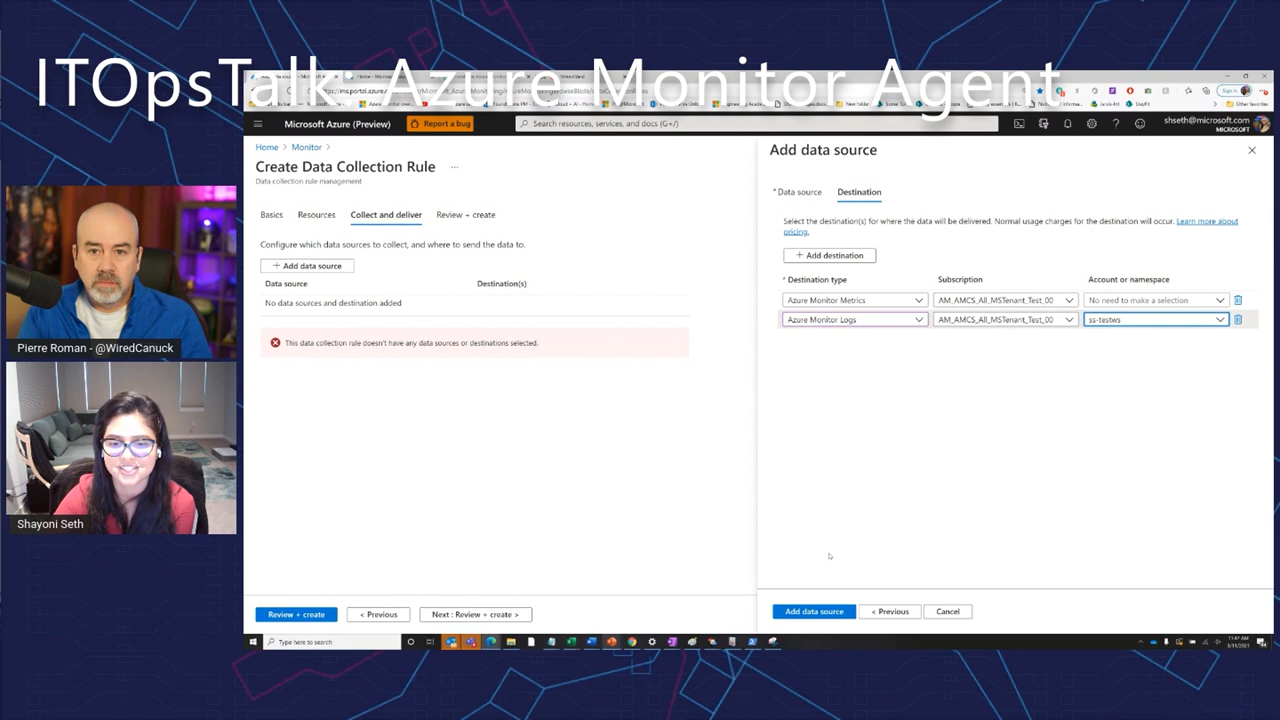 ITOpsTalk: Azure Monitor Agent
Microsoft Azure (Preview)
Report a bug
Search resources, services, and docs (G+/)
shseth@microsoft.com
MICROSOFT
Home > Monitor >
Create Data Collection Rule ...
Data collection rule management
Basics
Resources
Collect and deliver
Review + create
Configure which data sources to collect, and where to send the data to.
+ Add data source
Data source
Destination(s)
No data sources and destination added
This data collection rule doesn't have any data sources or destinations selected.
Review + create
< Previous
Next : Review + create >
Add data source
* Data source
Destination
Select the destination(s) for where the data will be delivered. Normal usage charges for the destination will occur. Learn more about
pricing.
+ Add destination
* Destination type
Subscription
Account or namespace
Azure Monitor Metrics
AM_AMCS_All_MSTenant_Test_00
No need to make a selection
Azure Monitor Logs
AM_AMCS_All_MSTenant_Test_00
ss-testws
Add data source
< Previous
Cancel
Type here to search
11:47 AM
3/11/2021
Pierre Roman - @WiredCanuck
Shayoni Seth